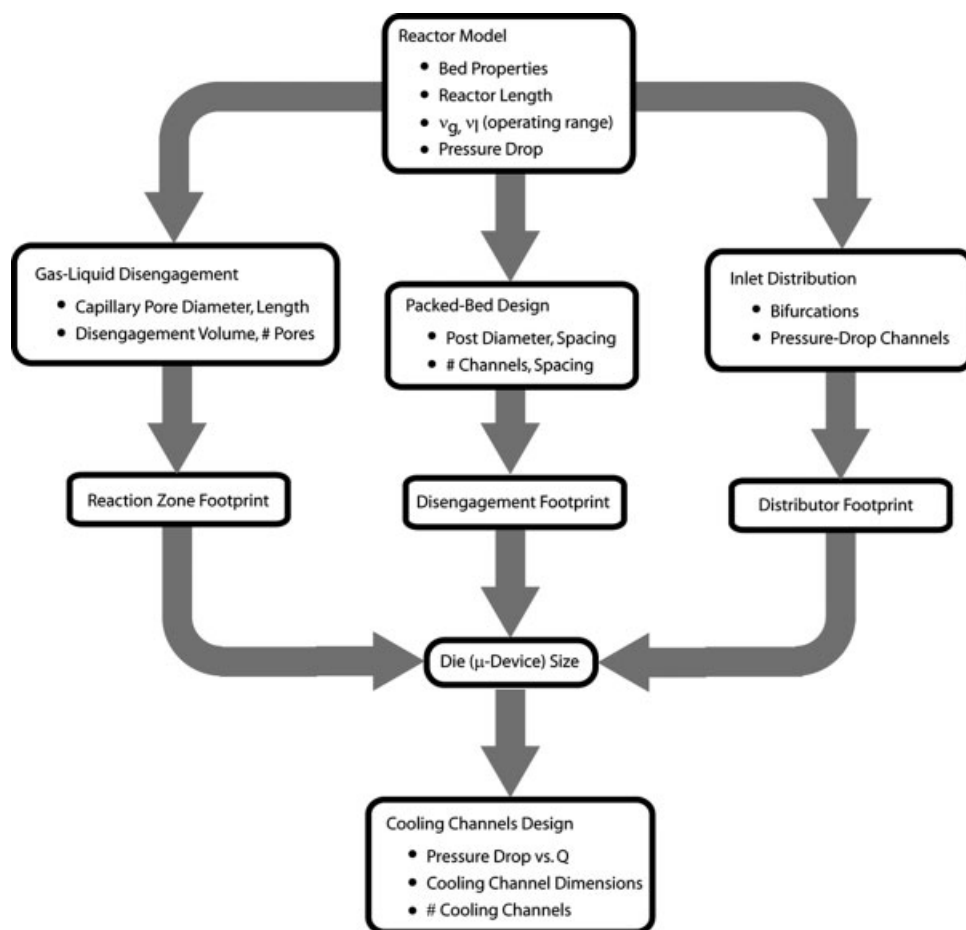 Reactor Model
• Bed Properties
• Reactor Length
• νg, νl (operating range)
• Pressure Drop
Gas-Liquid Disengagement
• Capillary Pore Diameter, Length
• Disengagement Volume, # Pores
Packed-Bed Design
• Post Diameter, Spacing
• # Channels, Spacing
Inlet Distribution
• Bifurcations
• Pressure-Drop Channels
Reaction Zone Footprint
Disengagement Footprint
Distributor Footprint
Die (μ-Device) Size
Cooling Channels Design
• Pressure Drop vs. Q
• Cooling Channel Dimensions
• # Cooling Channels